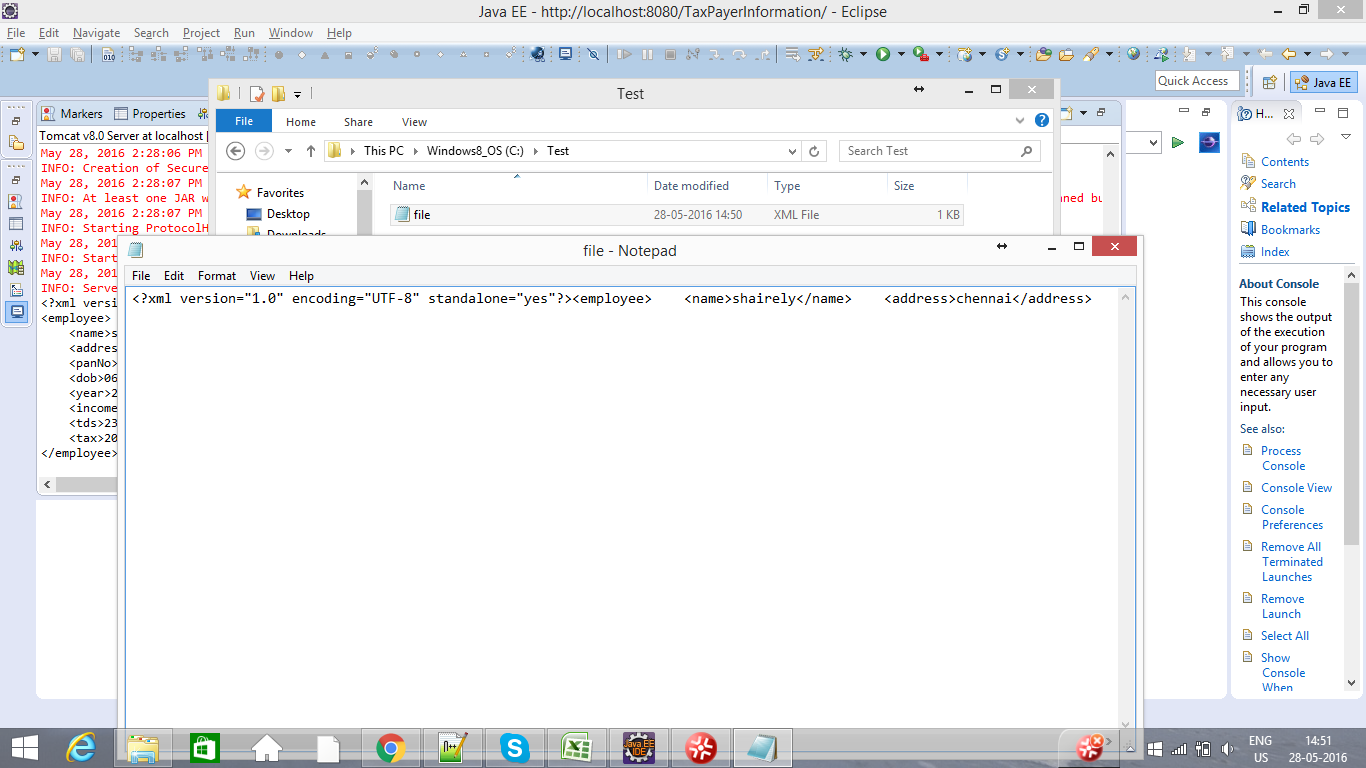 Java EE - http://localhost:8080/TaxPayerInformation/ - Eclipse
File Edit Navigate Search Project Run Window Help
Quick Access
Java EE
Markers Properties
Tomcat v8.0 Server at localhost
May 28, 2016 2:28:06 PM
INFO: Creation of Secure
May 28, 2016 2:28:07 PM
INFO: At least one JAR w
May 28, 2016 2:28:07 PM
INFO: Starting ProtocolH
May 28, 201
INFO: Start
May 28, 201
INFO: Serve
<?xml versi
<employee>
<name>s
<addres
<panNo>
<dob>06
<year>2
<income
<tds>23
<tax>20
</employee>
nned bu
Test
File Home Share View
This PC Windows8_OS (C:) Test
Search Test
Favorites
Desktop
Downloads
Name Date modified Type Size
file 28-05-2016 14:50 XML File 1 KB
file - Notepad
File Edit Format View Help
<?xml version="1.0" encoding="UTF-8" standalone="yes"?><employee>    <name>shairely</name>    <address>chennai</address>
H...
Contents
Search
Related Topics
Bookmarks
Index
About Console
This console
shows the output
of the execution
of your program
and allows you to
enter any
necessary user
input.
See also:
Process
Console
Console View
Console
Preferences
Remove All
Terminated
Launches
Remove
Launch
Select All
Show
Console
When
Java EE
IDE
ENG
US
14:51
28-05-2016